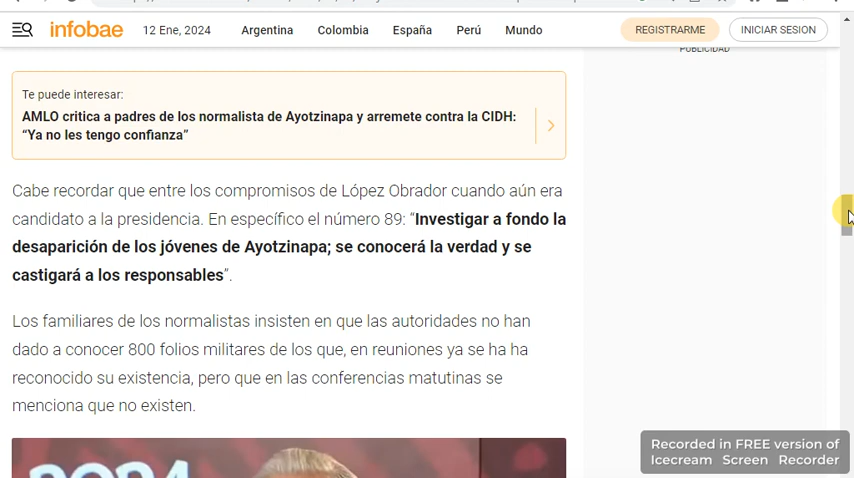 infobae
12 Ene, 2024
Argentina
Colombia
España
Perú
Mundo
REGISTRARME
INICIAR SESION
PUBLICIDAD
Te puede interesar:
AMLO critica a padres de los normalista de Ayotzinapa y arremete contra la CIDH:
“Ya no les tengo confianza”
Cabe recordar que entre los compromisos de López Obrador cuando aún era
candidato a la presidencia. En específico el número 89: “Investigar a fondo la
desaparición de los jóvenes de Ayotzinapa; se conocerá la verdad y se
castigará a los responsables”.
Los familiares de los normalistas insisten en que las autoridades no han
dado a conocer 800 folios militares de los que, en reuniones ya se ha ha
reconocido su existencia, pero que en las conferencias matutinas se
menciona que no existen.
Recorded in FREE version of
Icecream Screen Recorder